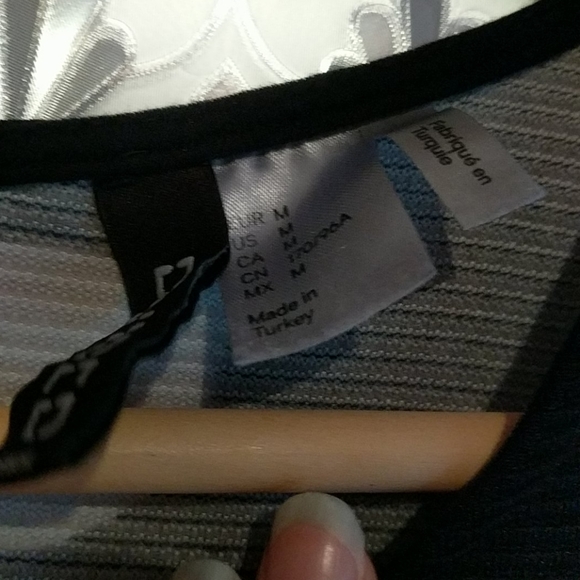 EUR M
US M
CA M
CN 170/96A
MX M
Made in
Turkey
Fabriqué en
Turquie